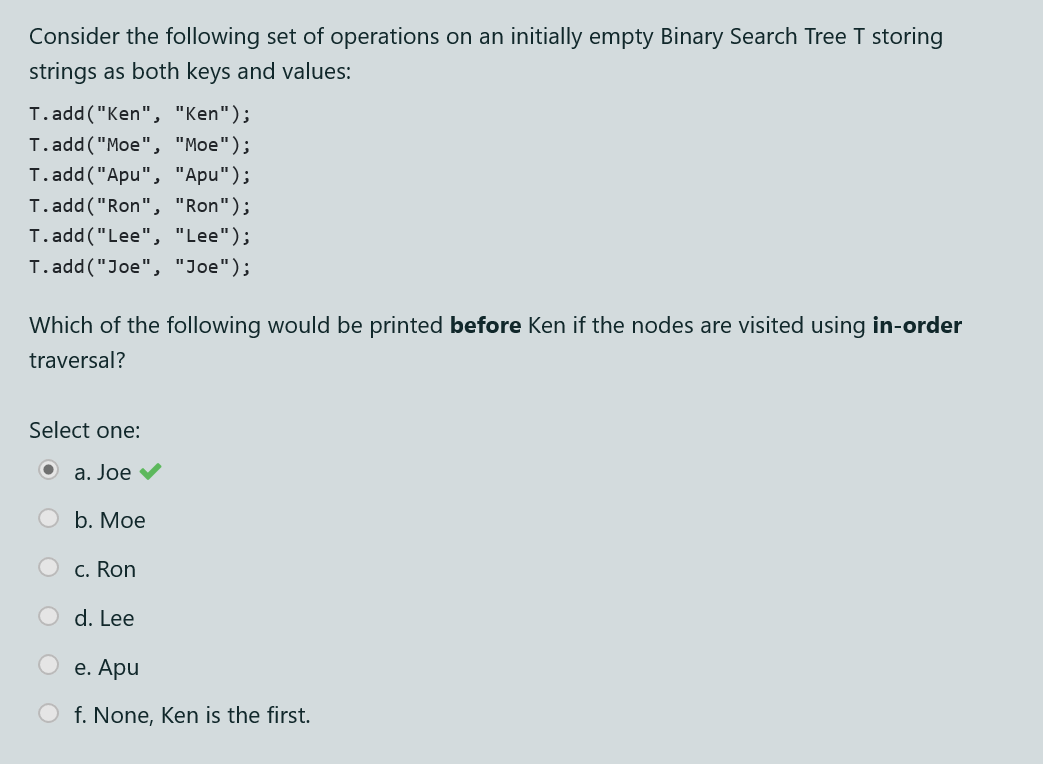 Consider the following set of operations on an initially empty Binary Search Tree T storing
strings as both keys and values:
T.add("Ken", "Ken");
T.add("Moe", "Moe");
T.add("Apu", "Apu");
T.add("Ron", "Ron");
T.add("Lee", "Lee");
T.add("Joe", "Joe");
Which of the following would be printed before Ken if the nodes are visited using in-order
traversal?
Select one:
a. Joe
b. Moe
c. Ron
d. Lee
e. Apu
f. None, Ken is the first.